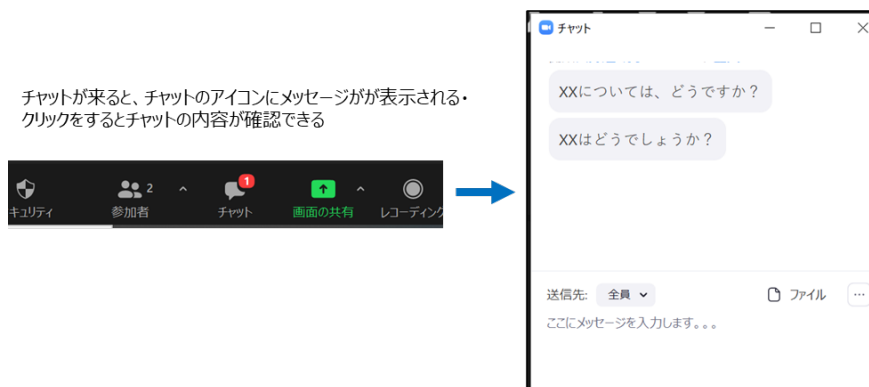 チャットが来ると、チャットのアイコンにメッセージがが表示される・
クリックをするとチャットの内容が確認できる
キュリティ
2
参加者
1
チャット
画面の共有
レコーディング
チャット
XXについては、どうですか？
XXはどうでしょうか？
送信先: 全員
ファイル
ここにメッセージを入力します。。。